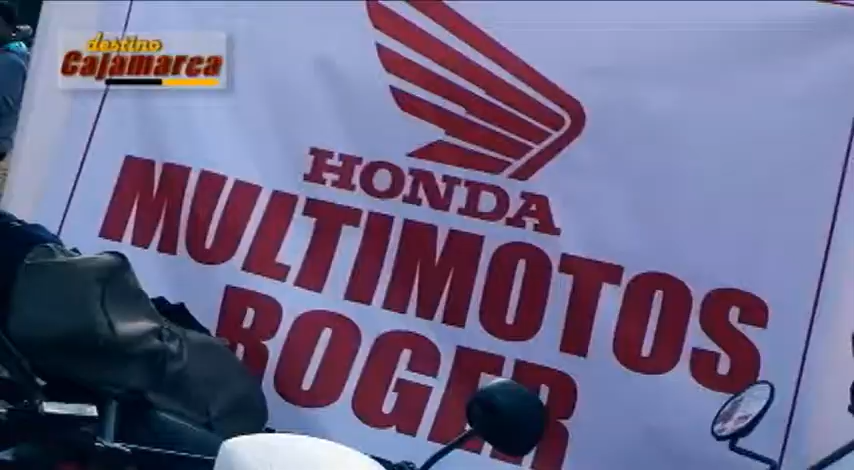 destino
Cajamarca
HONDA
MULTIMOTOS
ROGER